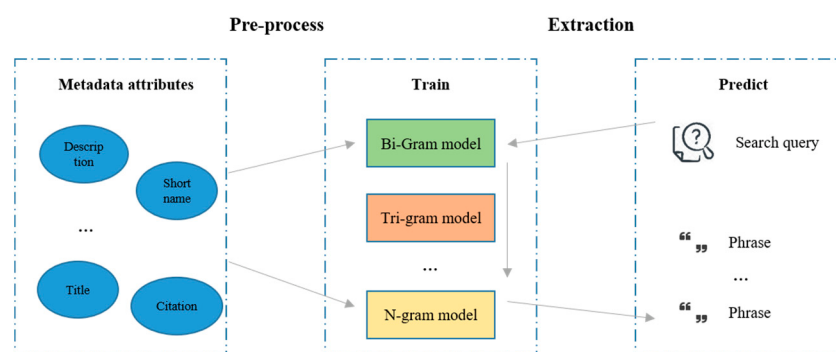 Pre-process
Extraction
Metadata attributes
Descrip
tion
Short
name
...
Title
Citation
Train
Bi-Gram model
Tri-gram model
...
N-gram model
Predict
?
Search query
“ ” Phrase
...
“ ” Phrase